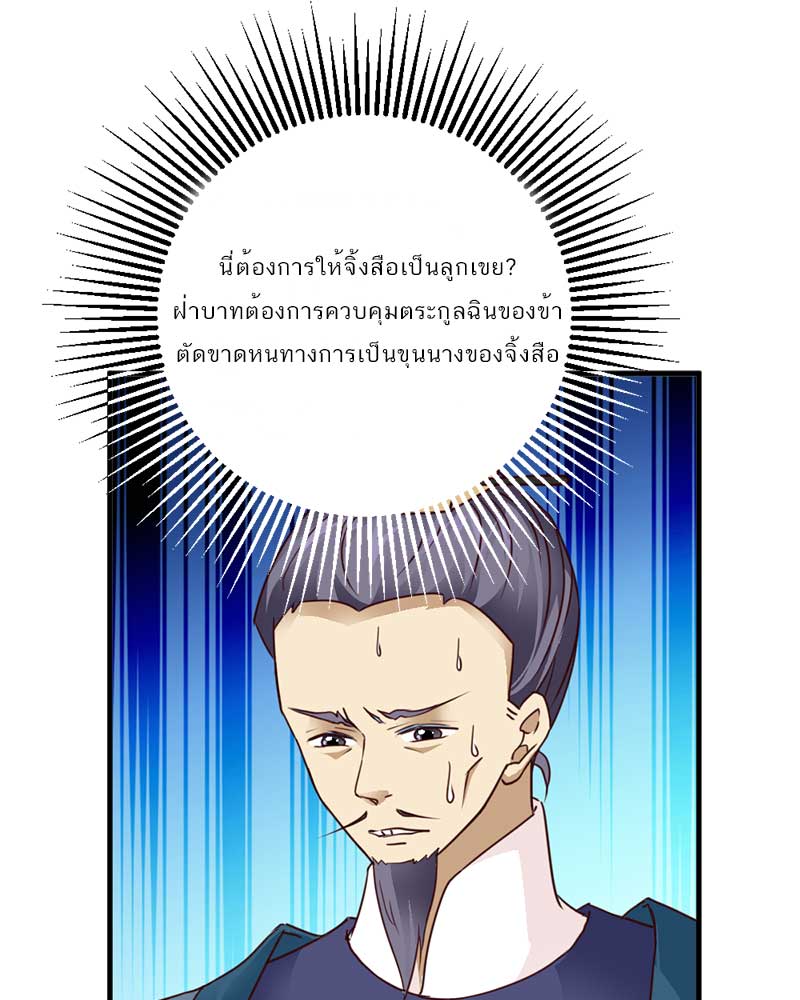 นี่ต้องการให้จิ้งสือเป็นลูกเขย?
ฝ่าบาทต้องการควบคุมตระกูลฉินของข้า
ตัดขาดหนทางการเป็นขุนนางของจิ้งสือ